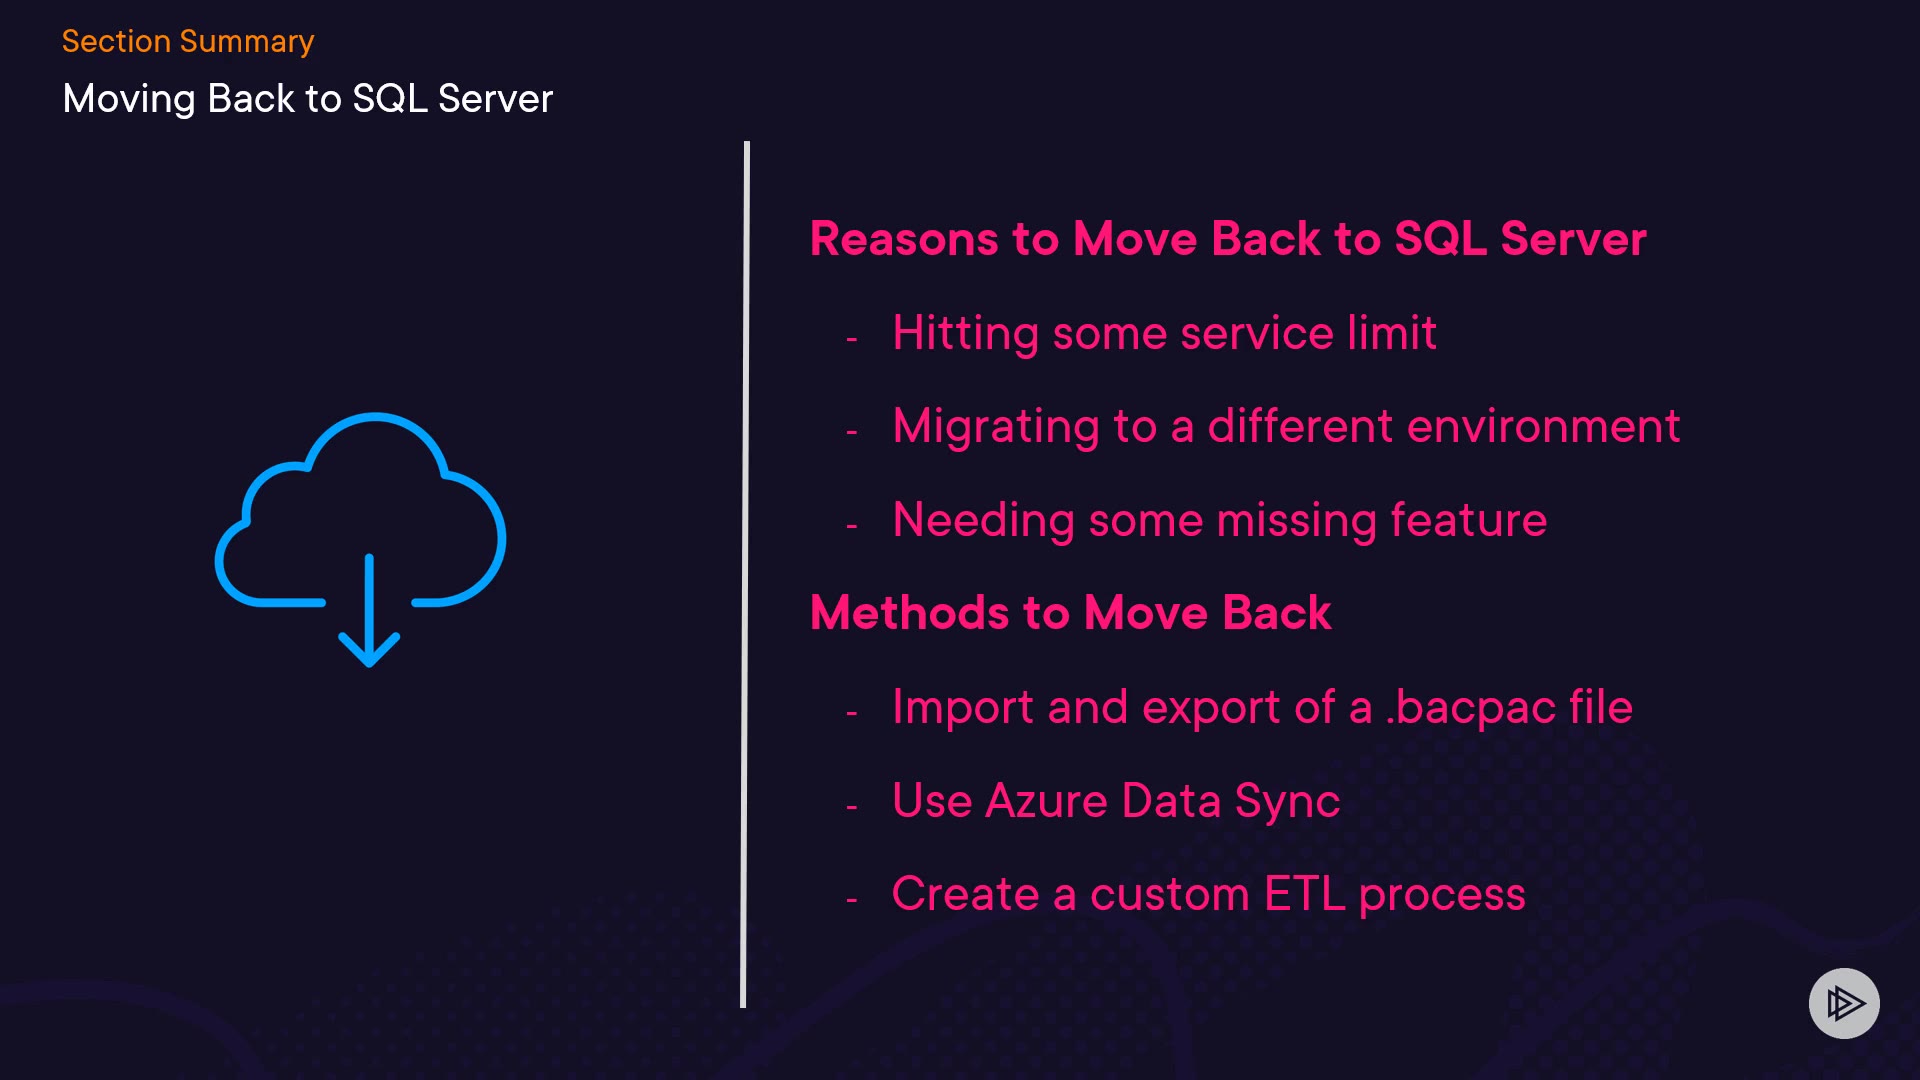 Section Summary
Moving Back to SQL Server
Reasons to Move Back to SQL Server
- Hitting some service limit
- Migrating to a different environment
- Needing some missing feature
Methods to Move Back
- Import and export of a .bacpac file
- Use Azure Data Sync
- Create a custom ETL process